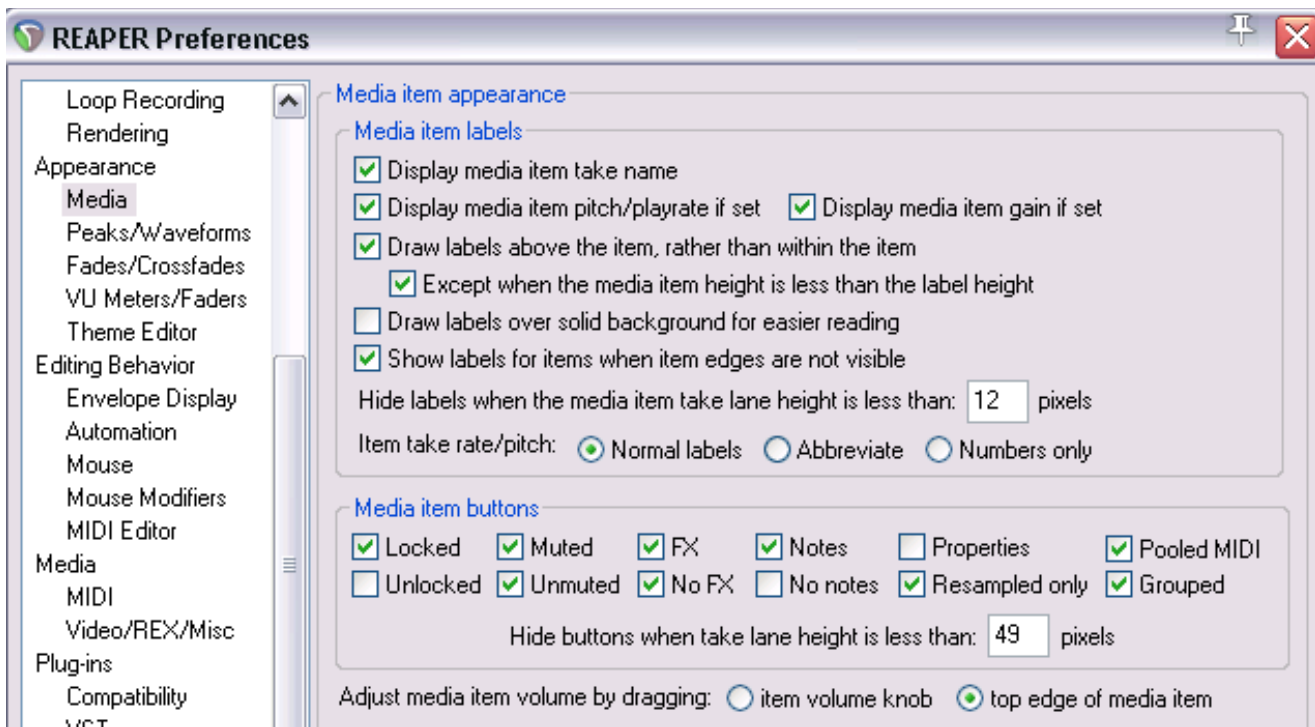 REAPER Preferences
Loop Recording
Rendering
Appearance
Media
Peaks/Waveforms
Fades/Crossfades
VU Meters/Faders
Theme Editor
Editing Behavior
Envelope Display
Automation
Mouse
Mouse Modifiers
MIDI Editor
Media
MIDI
Video/REX/Misc
Plug-ins
Compatibility
VST
Media item appearance
Media item labels
Display media item take name
Display media item pitch/playrate if set Display media item gain if set
Draw labels above the item, rather than within the item
Except when the media item height is less than the label height
Draw labels over solid background for easier reading
Show labels for items when item edges are not visible
Hide labels when the media item take lane height is less than: 12 pixels
Item take rate/pitch: Normal labels Abbreviate Numbers only
Media item buttons
Locked Muted FX Notes Properties Pooled MIDI
Unlocked Unmuted No FX No notes Resampled only Grouped
Hide buttons when take lane height is less than: 49 pixels
Adjust media item volume by dragging: item volume knob top edge of media item